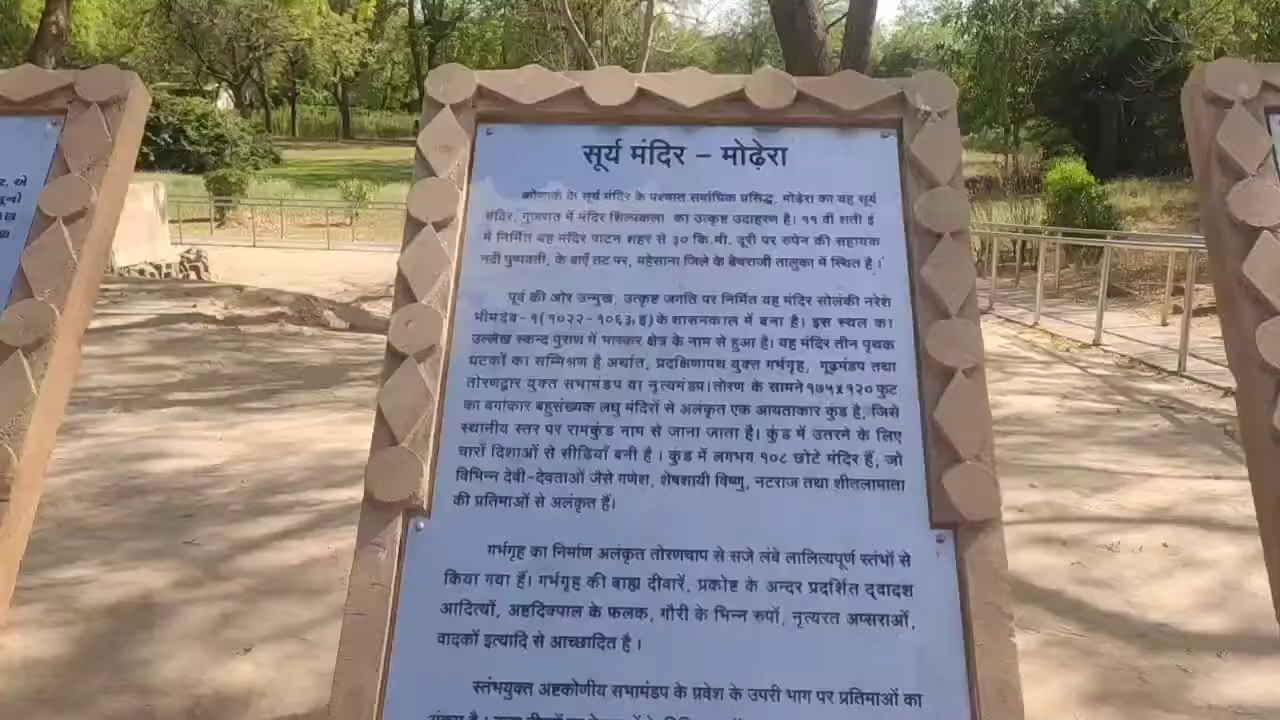 सूर्य मंदिर – मोढ़ेरा
कोणार्क के सूर्य मंदिर के पश्चात सर्वाधिक प्रसिद्ध, मोढ़ेरा का यह सूर्य
मंदिर, गुजरात में मंदिर शिल्पकला का उत्कृष्ट उदाहरण है। ११ वीं शती ई
में निर्मित यह मंदिर पाटन शहर से ३० कि.मी. दूरी पर रुपेन की सहायक
नदी पुष्पवती, के बाएँ तट पर, महेसाना जिले के बेचराजी तालुका में स्थित है।
पूर्व की ओर उन्मुख, उत्कृष्ट जगति पर निर्मित यह मंदिर सोलंकी नरेश
भीमदेव-१(१०२२-१०६३,इ) के शासनकाल में बना है। इस स्थल का
उल्लेख स्कन्द पुराण में भास्कर क्षेत्र के नाम से हुआ है। यह मंदिर तीन पृथक
घटकों का सम्मिश्रण है अर्थात, प्रदक्षिणापथ युक्त गर्भगृह, गूढ़मंडप तथा
तोरणद्वार युक्त सभामंडप वा नृत्यमंडप।तोरण के सामने १७५x१२० फुट
का वर्गाकार बहुसंख्यक लघु मंदिरों से अलंकृत एक आयताकार कुंड है, जिसे
स्थानीय स्तर पर रामकुंड नाम से जाना जाता है। कुंड में उतरने के लिए
चारों दिशाओं से सीढियाँ बनी है । कुंड में लगभग १०८ छोटे मंदिर हैं, जो
विभिन्न देवी-देवताओं जैसे गणेश, शेषशायी विष्णु, नटराज तथा शीतलामाता
की प्रतिमाओं से अलंकृत हैं।
गर्भगृह का निर्माण अलंकृत तोरणचाप से सजे लंबे लालित्यपूर्ण स्तंभों से
किया गया हैं। गर्भगृह की बाह्य दीवारें, प्रकोष्ट के अन्दर प्रदर्शित द्वादश
आदित्यों, अष्टदिक्पाल के फलक, गौरी के भिन्न रुपों, नृत्यरत अप्सराओं,
वादकों इत्यादि से आच्छादित है ।
स्तंभयुक्त अष्टकोणीय सभामंडप के प्रवेश के उपरी भाग पर प्रतिमाओं का